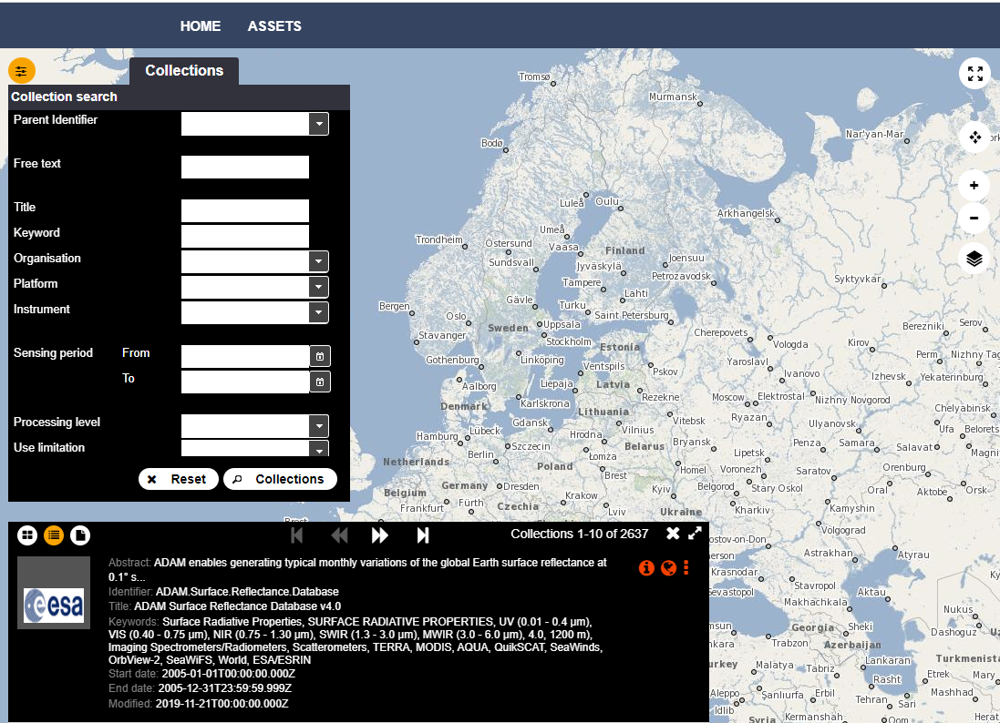 HOME ASSETS
Collections
Collection search
Parent Identifier
Free text
Title
Keyword
Organisation
Platform
Instrument
Sensing period From
To
Processing level
Use limitation
Reset Collections
Collections 1-10 of 2637
esa
Abstract: ADAM enables generating typical monthly variations of the global Earth surface reflectance at
0.1° s...
Identifier: ADAM.Surface.Reflectance.Database
Title: ADAM Surface Reflectance Database v4.0
Keywords: Surface Radiative Properties, SURFACE RADIATIVE PROPERTIES, UV (0.01 - 0.4 µm),
VIS (0.40 - 0.75 µm), NIR (0.75 - 1.30 µm), SWIR (1.3 - 3.0 µm), MWIR (3.0 - 6.0 µm), 4.0, 1200 m),
Imaging Spectrometers/Radiometers, Scatterometers, TERRA, MODIS, AQUA, QuikSCAT, SeaWinds,
OrbView-2, SeaWiFS, World, ESA/ESRIN
Start date: 2005-01-01T00:00:00.000Z
End date: 2005-12-31T23:59:59.999Z
Modified: 2019-11-21T00:00:00.000Z
Tromsø
Murmansk
Nar'yan-Mar
Bodø
Luleå
Oulu
Arkhangelsk
Umeå
Trondheim
Östersund
Vaasa
Finland
Sundsvall
Jyväskylä
Joensuu
Petrozavodsk
Syktyvkar
Tampere
Lahti
Gävle
Turku
Bergen
Saint Petersburg
Oslo
Sweden
Uppsala
Berezniki
Serov
Stavanger
Stockholm
Cherepovets
Vologda
Kirov
Estonia
Perm
Nizhny Tag
Gothenburg
Linköping
Ventspils
Pskov
Yaroslavl
Ivanovo
Izhevsk
Yekaterinburg
Aalborg
Liepaja
Latvia
Rezekne
Moscow
Elektrostal
Nizhny Novgorod
Karlskrona
Denmark
Lithuania
Chelyabinsk
Vitebsk
Ryazan
Ulyanovsk
Ufa
Belorets
Gdansk
Lübeck
Hamburg
Hrodna
Vilnius
Bryansk
Penza
Samara
Salavat
Szczecin
Berlin
Łomża
Belarus
Lipetsk
Magni
Netherlands
Poland
Homel
Voronezh
Saratov
Orenburg
Brest
Germany
Dresden
Kyiv
Belgorod
Stary Oskol
Oral
Aktobe
Orsk
Belgium
Krakow
Frankfurt
Fürth
Czechia
Lviv
Ukraine
Kharkiv
Kamyshin
Brest
Volgograd
ostov-on-Don
Astrakhan
Atyrau
herson
Krasnodar
Stavropol
evastopol
Makhachkala
Aktau
Nukus
Georgia
Sheki
Dashoguz
msun
Trabzon
Azerbaijan
nkara
Lankaran
Turkmenista
urkey
Malatya
Tabriz
Rasht
Etrek
Mary
Aleppo
Şanlıurfa
Erbil
Tehran
Sari
Mashhad
Idlib
Syria
Kermanshah
Qom
Herat